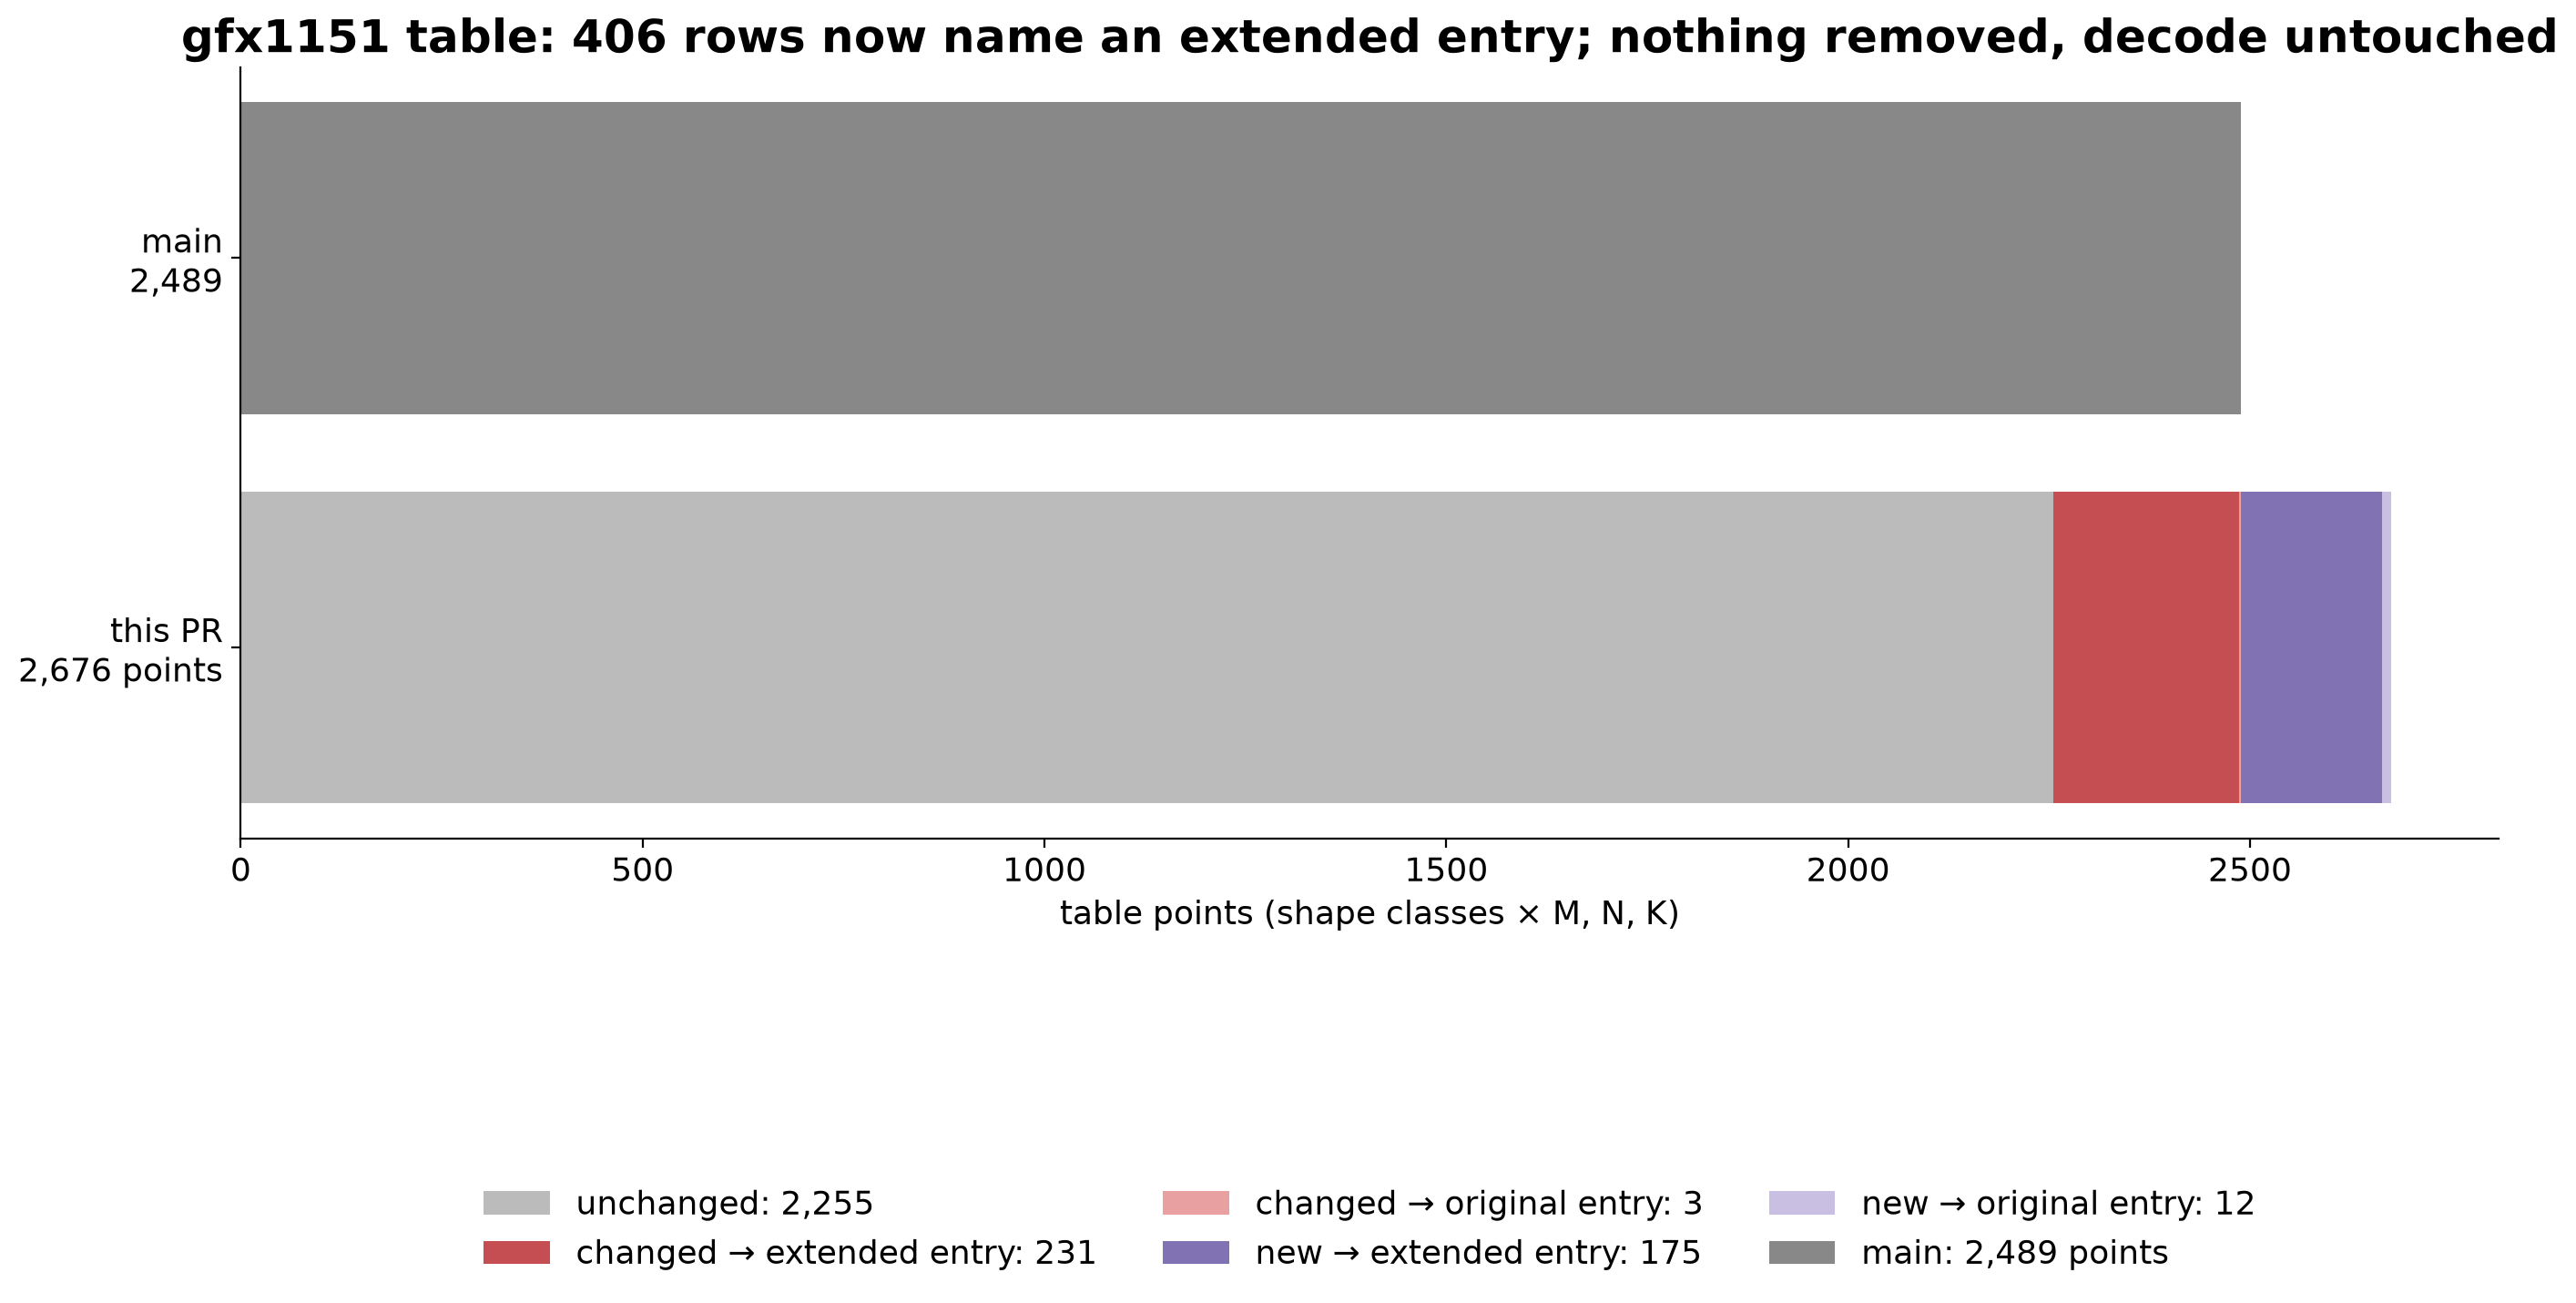 gfx1151 table: 406 rows now name an extended entry; nothing removed, decode untouched
main
2,489
this PR
2,676 points
0 500 1000 1500 2000 2500
table points (shape classes × M, N, K)
unchanged: 2,255
changed → extended entry: 231
changed → original entry: 3
new → extended entry: 175
new → original entry: 12
main: 2,489 points